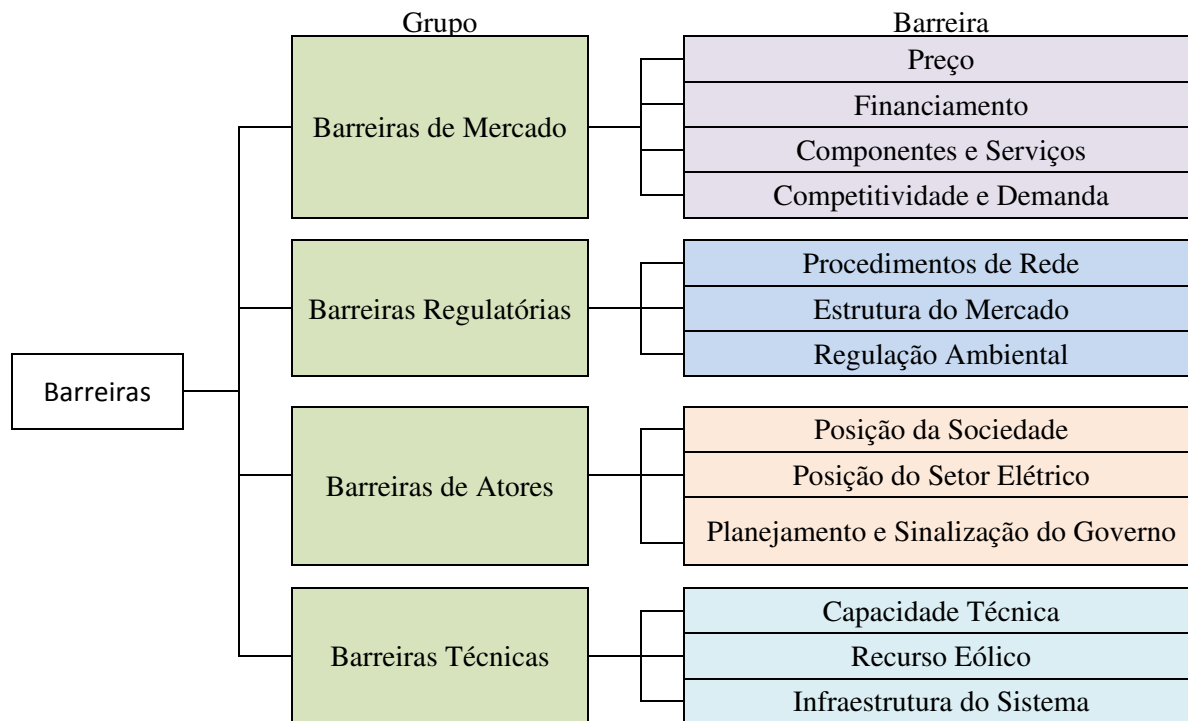 Grupo
Barreira
Barreiras
Barreiras de Mercado
Preço
Financiamento
Componentes e Serviços
Competitividade e Demanda
Barreiras Regulatórias
Procedimentos de Rede
Estrutura do Mercado
Regulação Ambiental
Barreiras de Atores
Posição da Sociedade
Posição do Setor Elétrico
Planejamento e Sinalização do Governo
Barreiras Técnicas
Capacidade Técnica
Recurso Eólico
Infraestrutura do Sistema